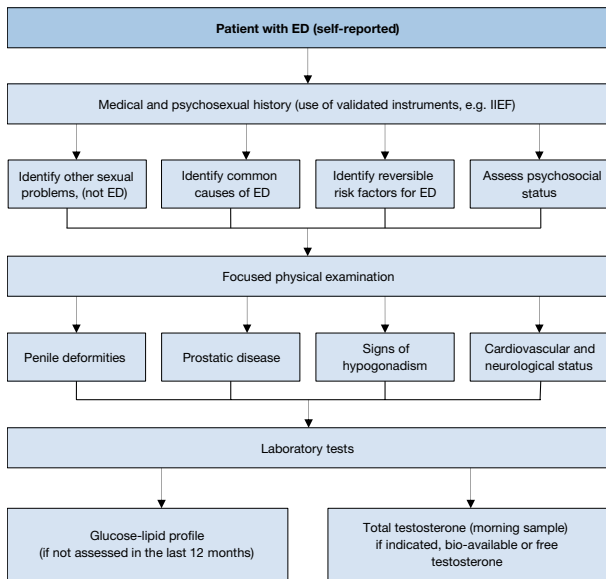 Patient with ED (self-reported)
Medical and psychosexual history (use of validated instruments, e.g. IIEF)
Identify other sexual
problems, (not ED)
Identify common
causes of ED
Identify reversible
risk factors for ED
Assess psychosocial
status
Focused physical examination
Penile deformities
Prostatic disease
Signs of
hypogonadism
Cardiovascular and
neurological status
Laboratory tests
Glucose-lipid profile
(if not assessed in the last 12 months)
Total testosterone (morning sample)
if indicated, bio-available or free
testosterone